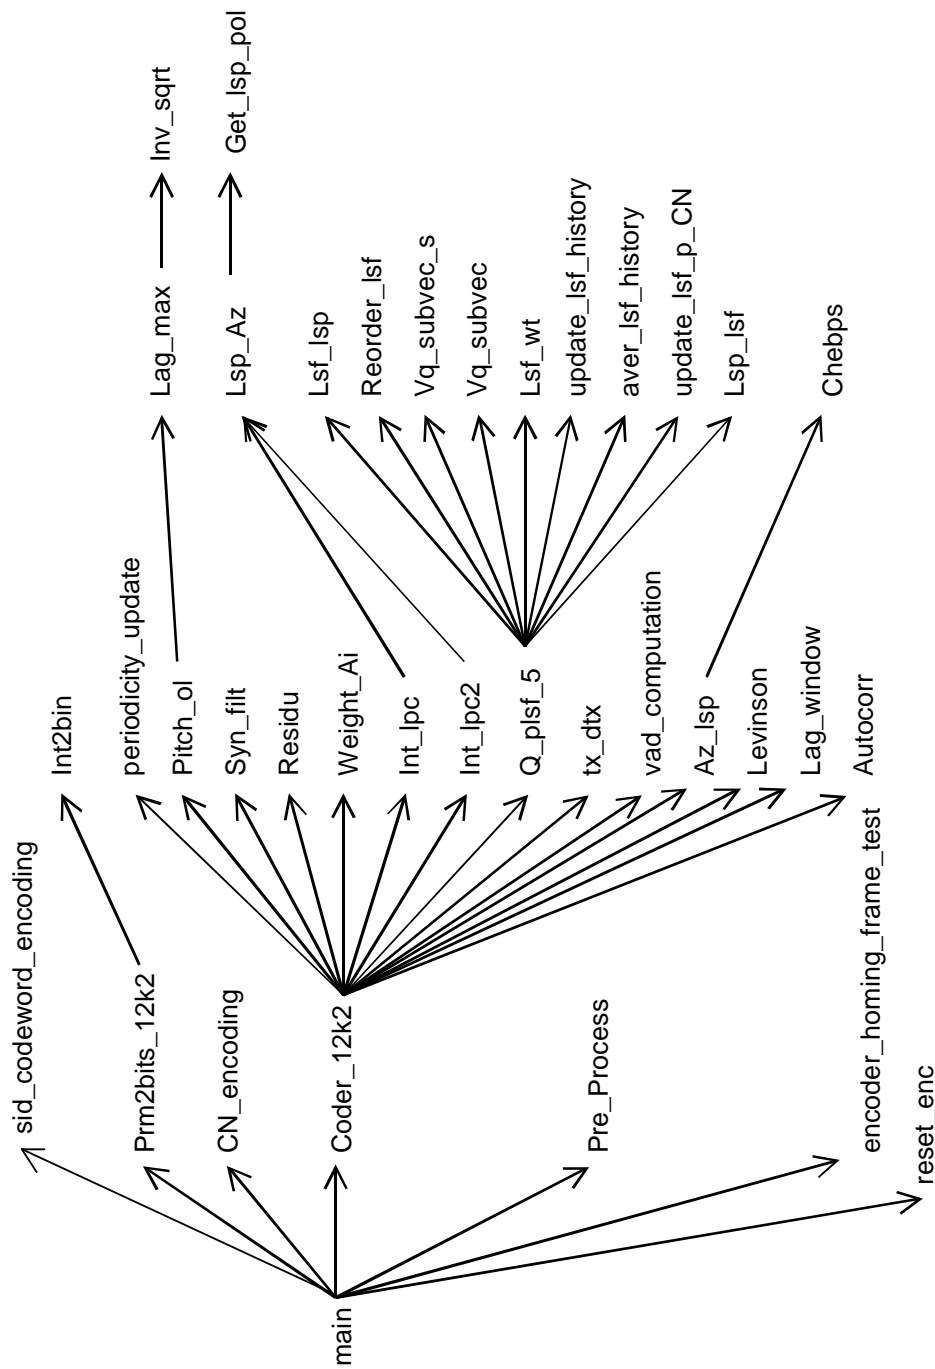 main
sid_codeword_encoding
Prm2bits_12k2
CN_encoding
Coder_12k2
Pre_Process
encoder_homing_frame_test
reset_enc
Int2bin
periodicity_update
Pitch_ol
Syn_filt
Residu
Weight_Ai
Int_lpc
Int_lpc2
Q_plsf_5
tx_dtx
vad_computation
Az_lsp
Levinson
Lag_window
Autocorr
Lag_max
Lsp_Az
Lsf_lsp
Reorder_lsf
Vq_subvec_s
Vq_subvec
Lsf_wt
update_lsf_history
aver_lsf_history
update_lsf_p_CN
Lsp_lsf
Chebps
Inv_sqrt
Get_lsp_pol